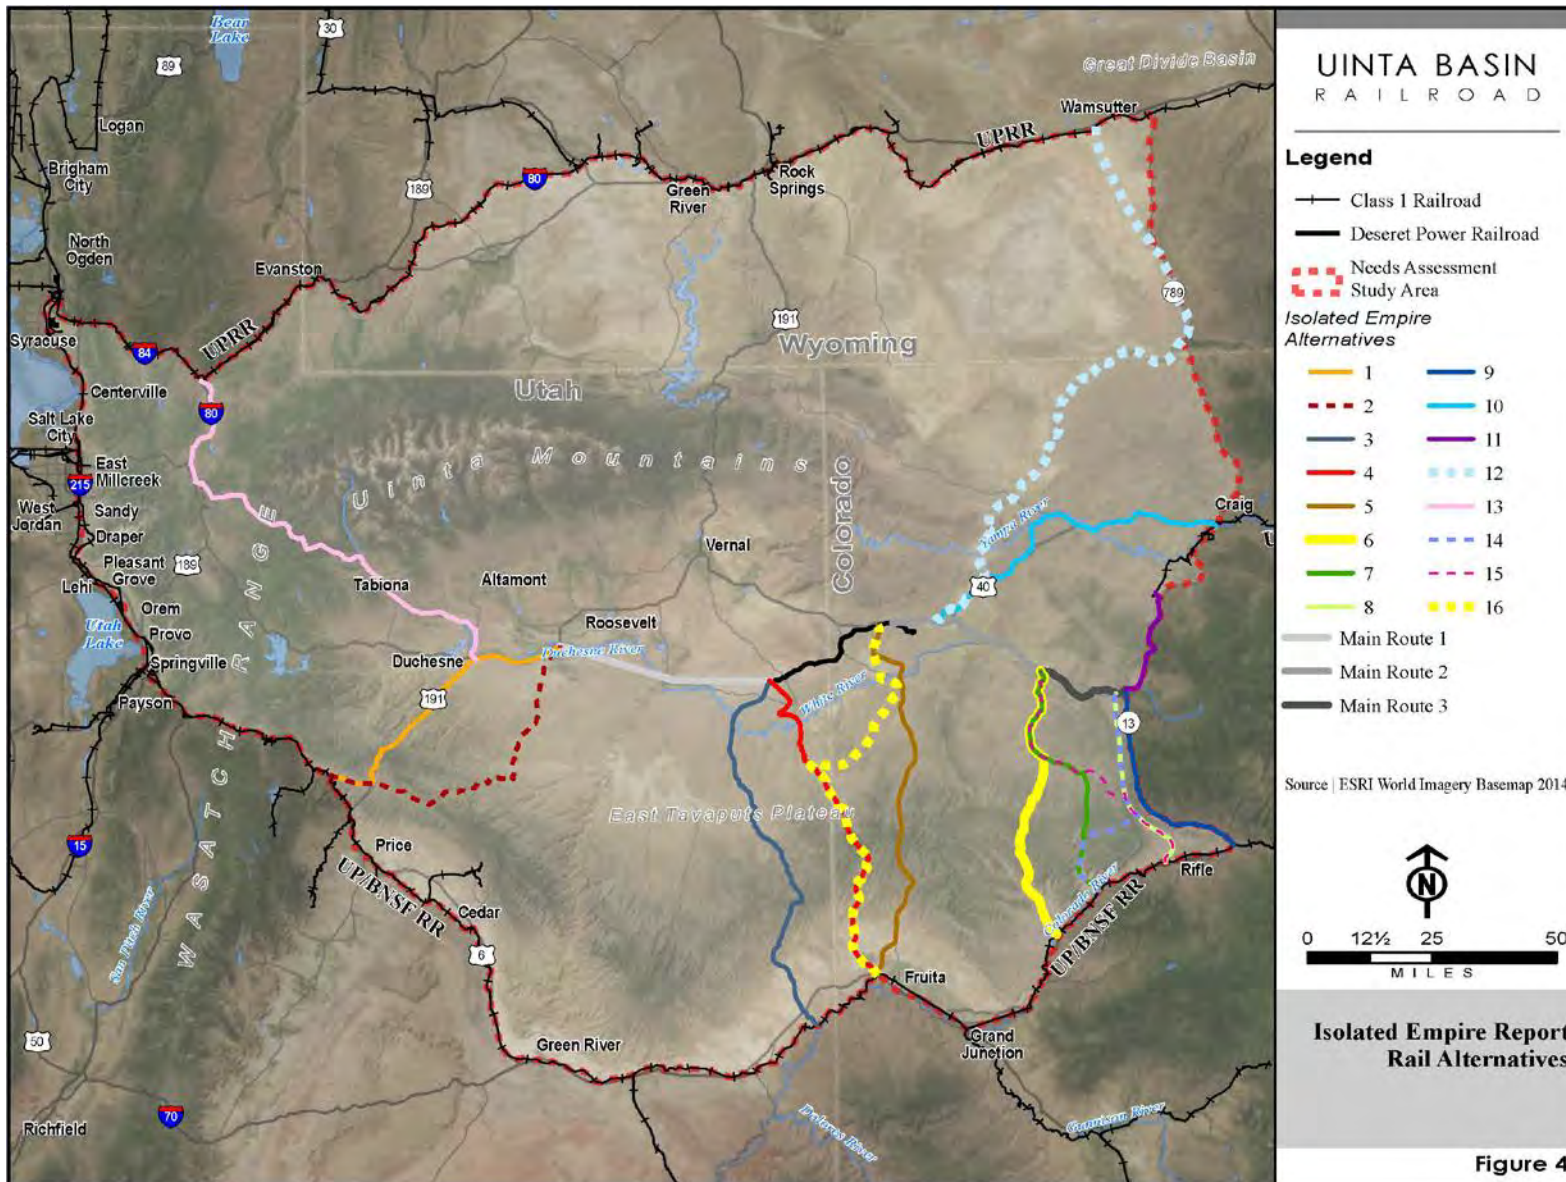 Bear
Lake
30
89
Great Divide Basin
Wamsutter
Logan
UPRR
Brigham
City
80
Rock
Springs
Green
River
189
North
Ogden
Evanston
789
191
UPRR
Wyoming
Syracuse
84
Utah
Centerville
80
Salt Lake
City
Uinta Mountains
East
Millcreek
215
Colorado
West
Jordan
Sandy
Craig
Yampa River
Draper
Vernal
Pleasant
Grove
189
Lehi
Tabiona
Altamont
40
Orem
Roosevelt
Utah
Lake
Provo
Duchesne River
Springville
Duchesne
WASATCH RANGE
191
White River
Payson
13
East Tavaputs Plateau
15
Price
Rifle
UP/BNSF RR
Colorado River
San Pitch River
Cedar
UP/BNSF RR
6
Fruita
50
Green River
Grand
Junction
70
Richfield
Dolores River
Gunnison River
UINTA BASIN
RAILROAD
Legend
Class 1 Railroad
Deseret Power Railroad
Needs Assessment
Study Area
Isolated Empire
Alternatives
1 9
2 10
3 11
4 12
5 13
6 14
7 15
8 16
Main Route 1
Main Route 2
Main Route 3
Source | ESRI World Imagery Basemap 2014
N
0 12½ 25 50
MILES
Isolated Empire Report
Rail Alternatives
Figure 4